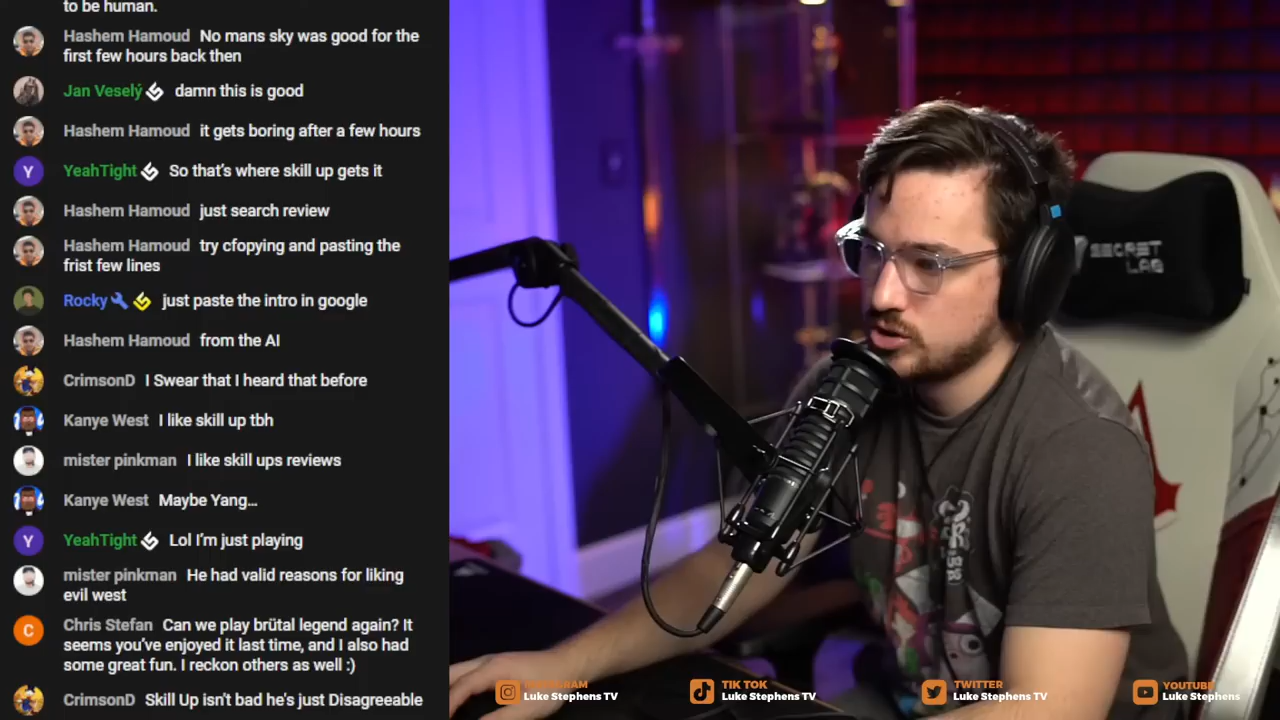 to be human.
Hashem Hamoud No mans sky was good for the
first few hours back then
Jan Veselý damn this is good
Hashem Hamoud it gets boring after a few hours
Y YeahTight So that's where skill up gets it
Hashem Hamoud just search review
Hashem Hamoud try cfopying and pasting the
frist few lines
Rocky just paste the intro in google
Hashem Hamoud from the AI
CrimsonD I Swear that I heard that before
Kanye West I like skill up tbh
mister pinkman I like skill ups reviews
Kanye West Maybe Yang...
Y YeahTight Lol I'm just playing
mister pinkman He had valid reasons for liking
evil west
C Chris Stefan Can we play brütal legend again? It
seems you've enjoyed it last time, and I also had
some great fun. I reckon others as well :)
CrimsonD Skill Up isn't bad he's just Disagreeable
SECRET
LAB
INSTAGRAM
Luke Stephens TV
TIK TOK
Luke Stephens TV
TWITTER
Luke Stephens TV
YOUTUBE
Luke Stephens TV